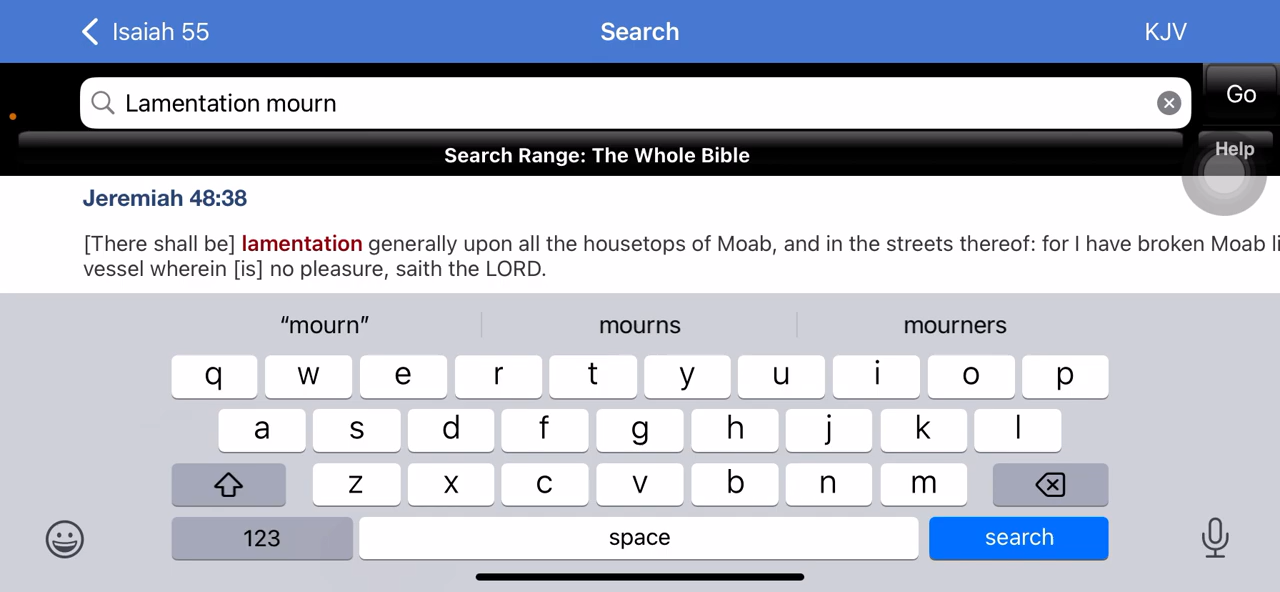 Isaiah 55 Search KJV
Lamentation mourn Go
Search Range: The Whole Bible Help
Jeremiah 48:38
[There shall be] lamentation generally upon all the housetops of Moab, and in the streets thereof: for I have broken Moab li
vessel wherein [is] no pleasure, saith the LORD.
“mourn” mourns mourners
q w e r t y u i o p
a s d f g h j k l
z x c v b n m
123 space search